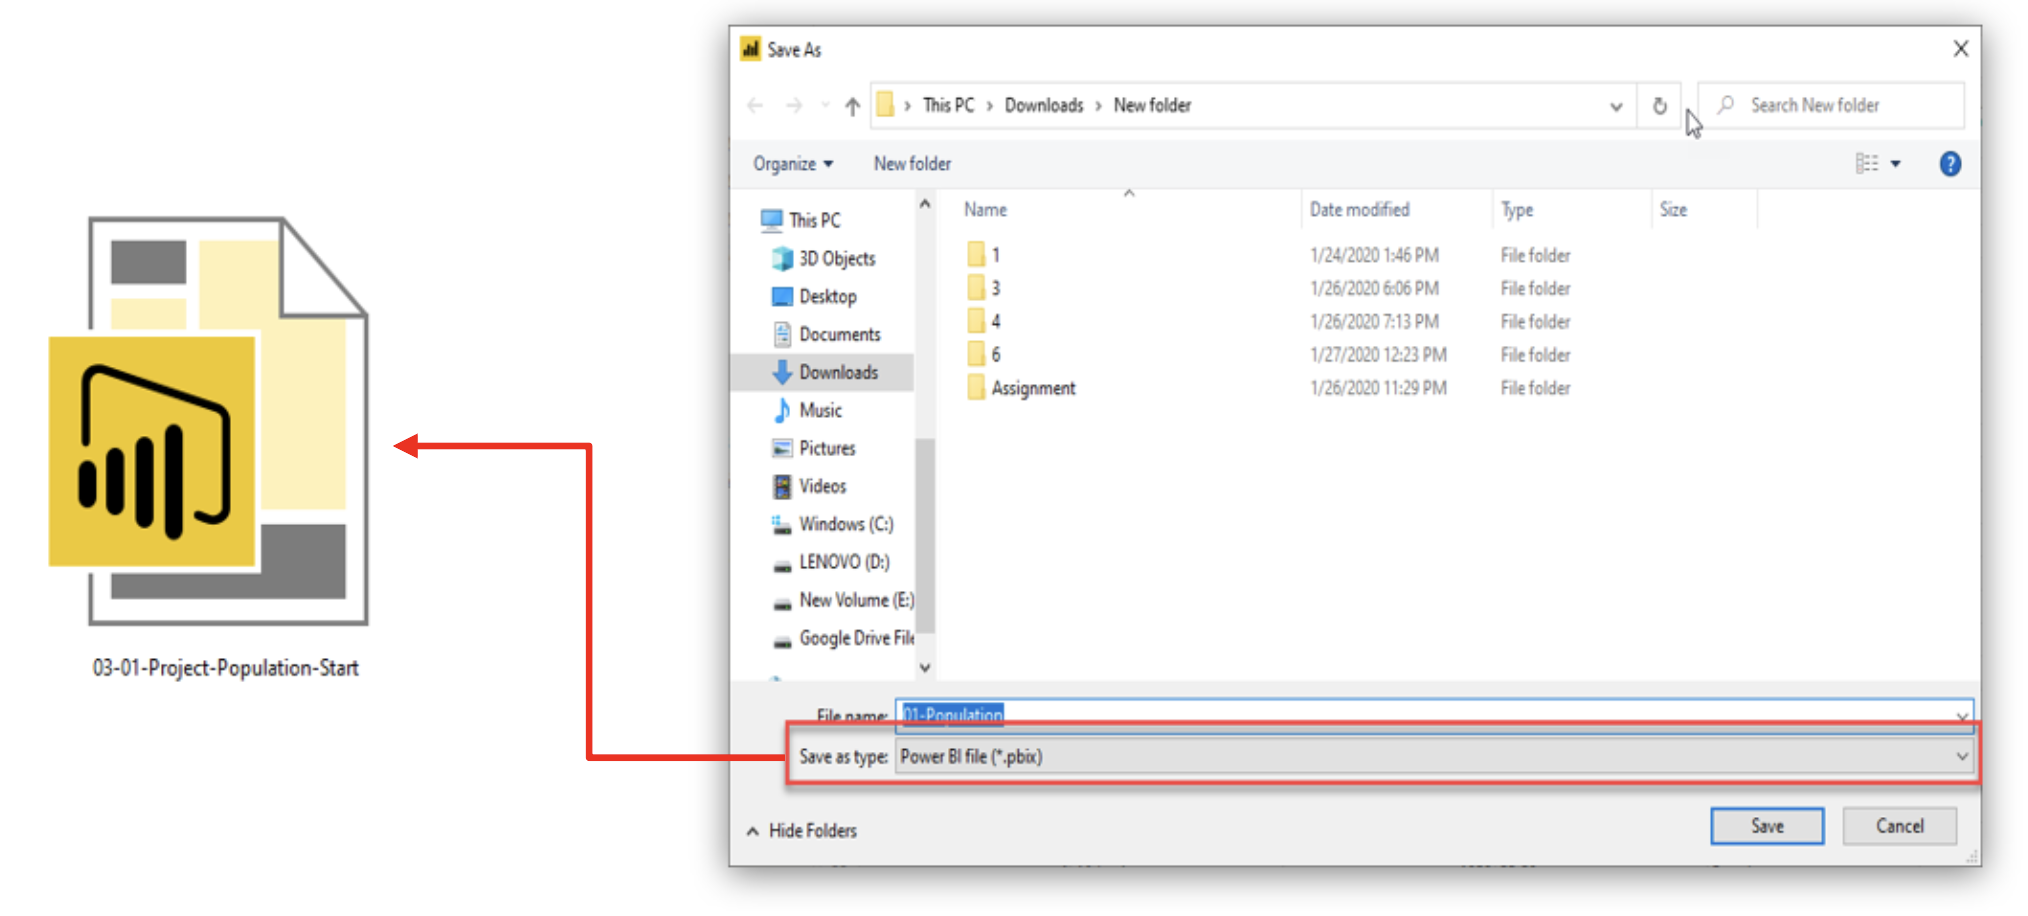 Save As
This PC > Downloads > New folder
Search New folder
Organize
New folder
Name
Date modified
Type
Size
This PC
3D Objects
Desktop
Documents
Downloads
Music
Pictures
Videos
Windows (C:)
LENOVO (D:)
New Volume (E:)
Google Drive File
1 1/24/2020 1:46 PM File folder
3 1/26/2020 6:06 PM File folder
4 1/26/2020 7:13 PM File folder
6 1/27/2020 12:23 PM File folder
Assignment 1/26/2020 11:29 PM File folder
File name: 01-Population
Save as type: Power BI file (*.pbix)
Hide Folders
Save
Cancel
03-01-Project-Population-Start